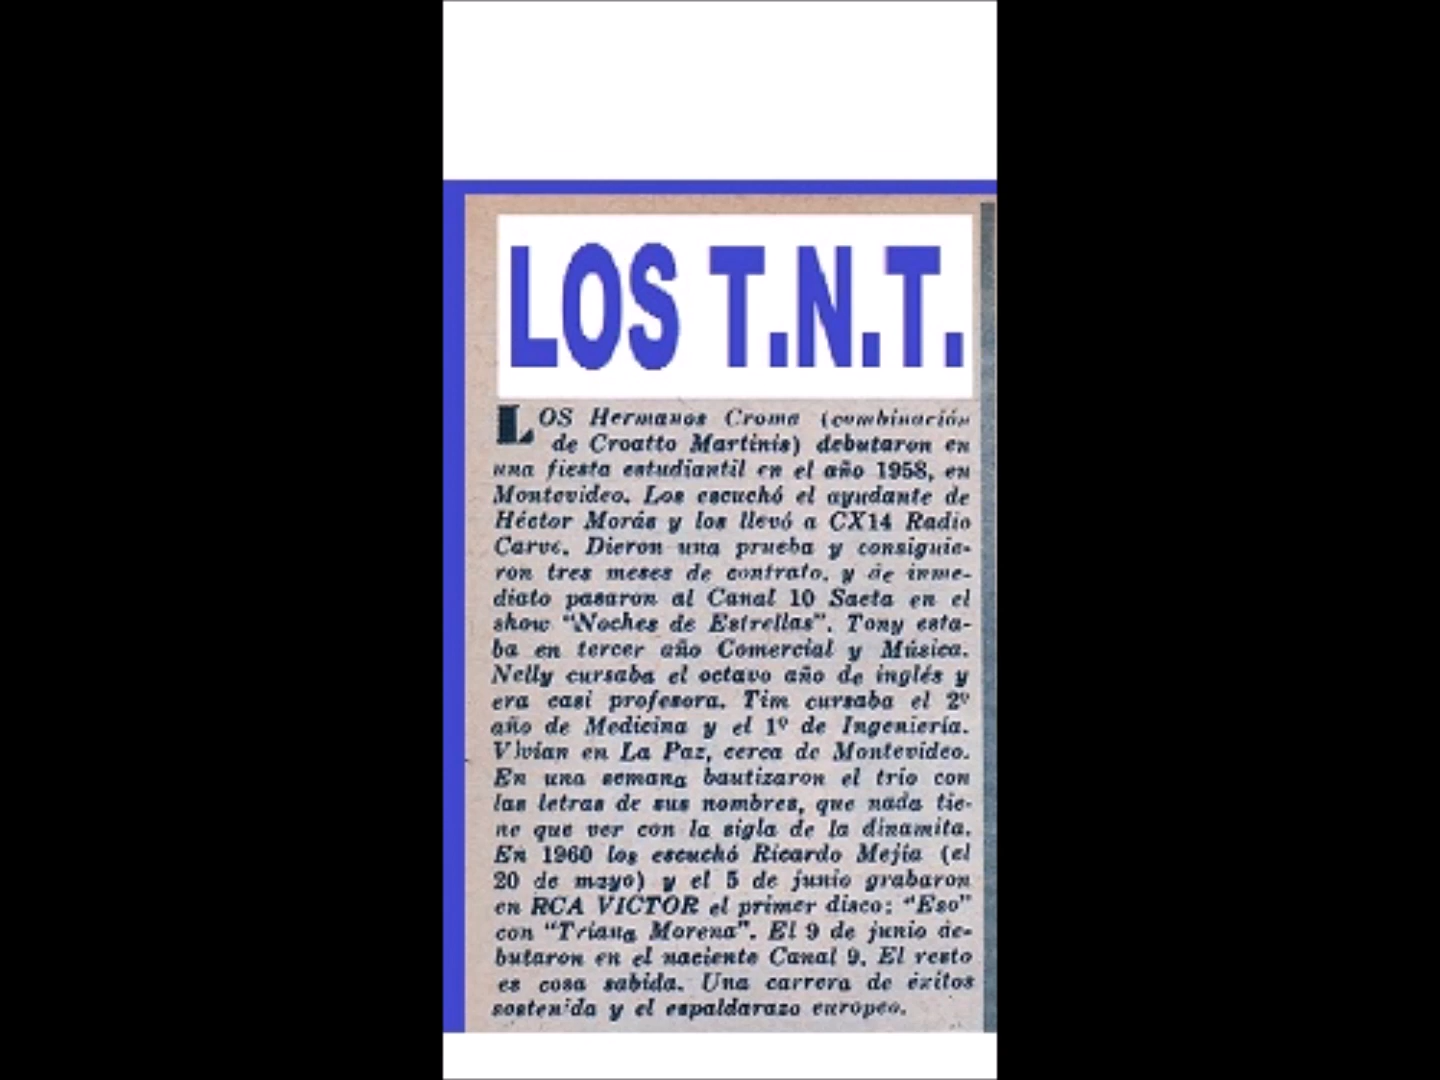 LOS T.N.T.
LOS Hermanos Croma (combinación
de Croatto Martinis) debutaron en
una fiesta estudiantil en el año 1958, en
Montevideo. Los escuchó el ayudante de
Héctor Morás y los llevó a CX14 Radio
Carve. Dieron una prueba y consiguie-
ron tres meses de contrato, y de inme-
diato pasaron al Canal 10 Saeta en el
show "Noches de Estrellas". Tony esta-
ba en tercer año Comercial y Música.
Nelly cursaba el octavo año de inglés y
era casi profesora. Tim cursaba el 2º
año de Medicina y el 1º de Ingeniería.
Vivian en La Paz, cerca de Montevideo.
En una semana bautizaron el trío con
las letras de sus nombres, que nada tie-
ne que ver con la sigla de la dinamita.
En 1960 los escuchó Ricardo Mejía (el
20 de mayo) y el 5 de junio grabaron
en RCA VICTOR el primer disco: "Eso"
con "Triana Morena". El 9 de junio de-
butaron en el naciente Canal 9. El resto
es cosa sabida. Una carrera de éxitos
sostenida y el espaldarazo europeo.